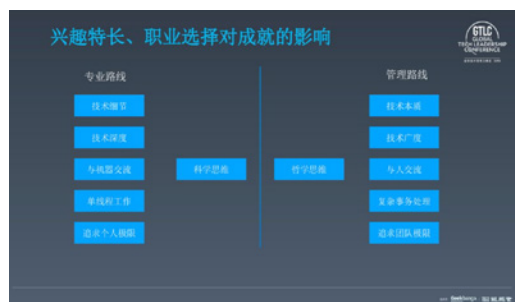 兴趣特长、职业选择对成就的影响
GTLC
GLOBAL
TECH LEADERSHIP
CONFERENCE
专业路线
管理路线
技术细节
技术本质
技术深度
技术广度
与机器交流
科学思维
哲学思维
与人交流
单线程工作
复杂事务处理
追求个人极限
追求团队极限